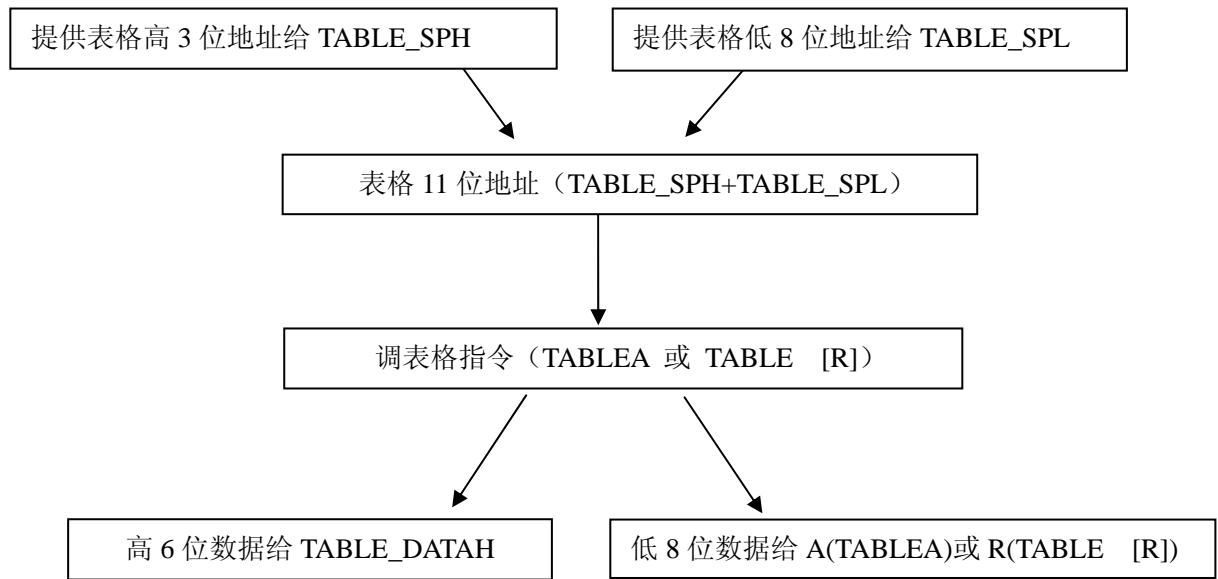 提供表格高 3 位地址给 TABLE_SPH
提供表格低 8 位地址给 TABLE_SPL
表格 11 位地址（TABLE_SPH+TABLE_SPL）
调表格指令（TABLEA 或 TABLE [R]）
高 6 位数据给 TABLE_DATAH
低 8 位数据给 A(TABLEA)或 R(TABLE [R])